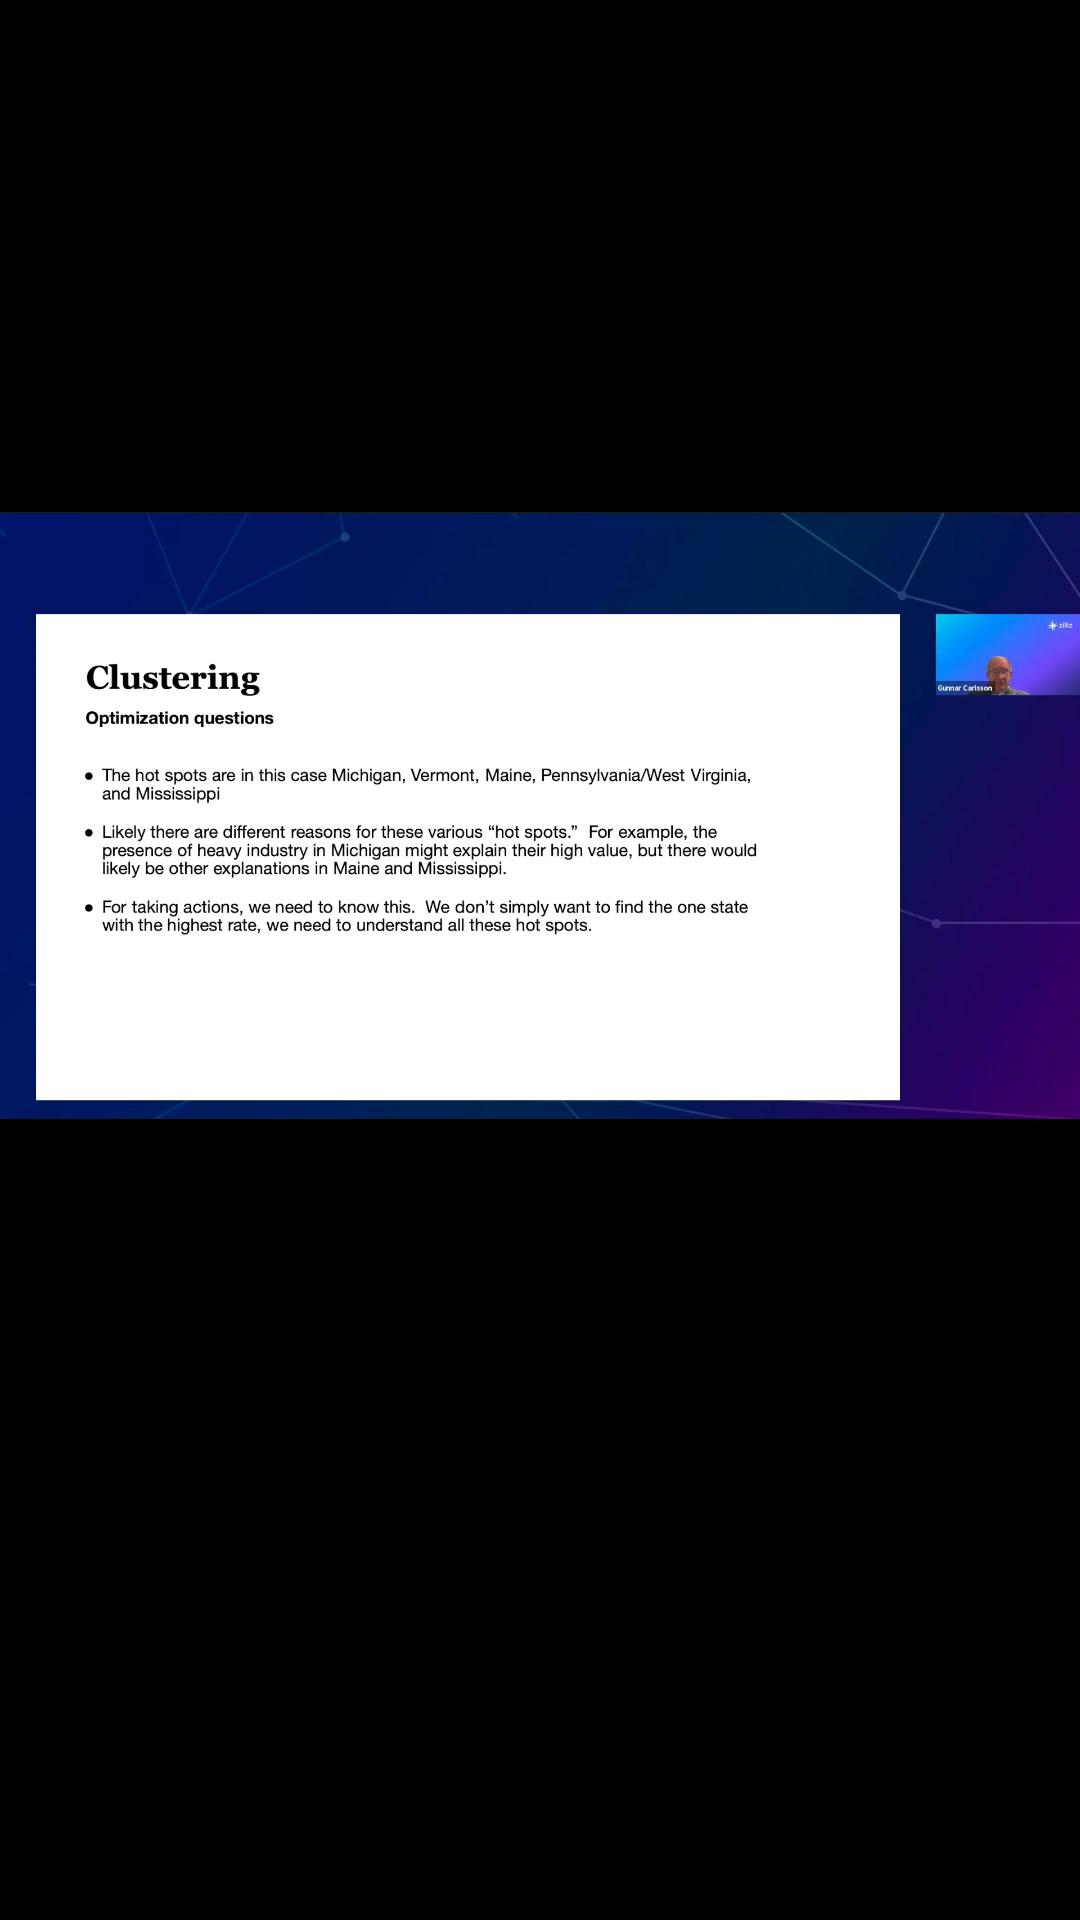 Clustering
Optimization questions
● The hot spots are in this case Michigan, Vermont, Maine, Pennsylvania/West Virginia,
and Mississippi
● Likely there are different reasons for these various “hot spots.”  For example, the
presence of heavy industry in Michigan might explain their high value, but there would
likely be other explanations in Maine and Mississippi.
● For taking actions, we need to know this.  We don’t simply want to find the one state
with the highest rate, we need to understand all these hot spots.
zilliz
Gunnar Carlsson